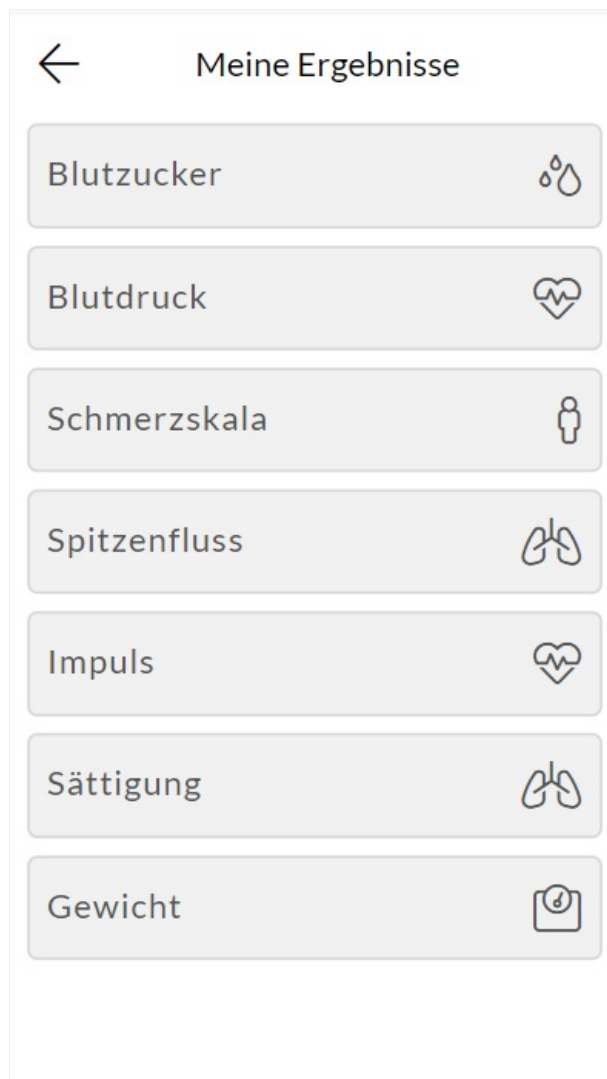 Meine Ergebnisse
Blutzucker
Blutdruck
Schmerzskala
Spitzenfluss
Impuls
Sättigung
Gewicht